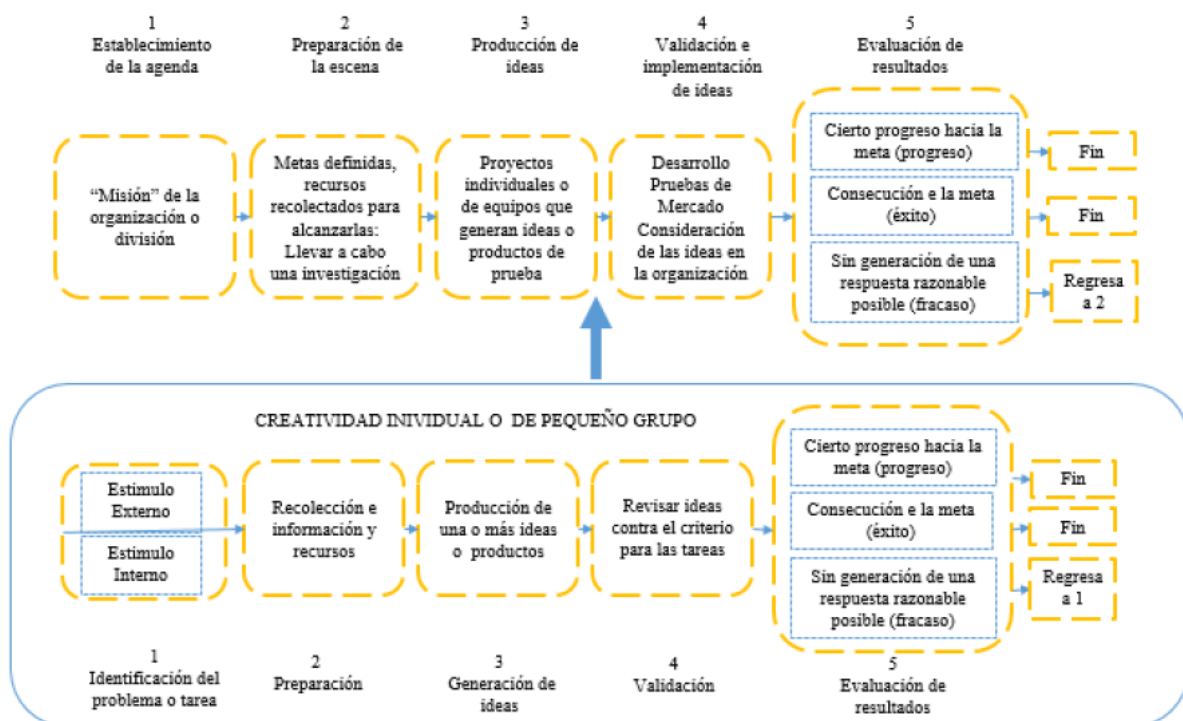 1
Establecimiento
de la agenda
2
Preparación de
la escena
3
Producción de
ideas
4
Validación e
implementación
de ideas
5
Evaluación de
resultados
“Misión” de la
organización o
división
Metas definidas,
recursos
recolectados para
alcanzarlas:
Llevar a cabo
una investigación
Proyectos
individuales o
de equipos que
generan ideas o
productos de
prueba
Desarrollo
Pruebas de
Mercado
Consideración
de las ideas en
la organización
Cierto progreso hacia la
meta (progreso)
Fin
Consecución e la meta
(éxito)
Fin
Sin generación de una
respuesta razonable
posible (fracaso)
Regresa
a 2
CREATIVIDAD INIVIDUAL O DE PEQUEÑO GRUPO
Estimulo
Externo
Estimulo
Interno
Recolección e
información y
recursos
Producción de
una o más ideas
o productos
Revisar ideas
contra el criterio
para las tareas
Cierto progreso hacia la
meta (progreso)
Fin
Consecución e la meta
(éxito)
Fin
Sin generación de una
respuesta razonable
posible (fracaso)
Regresa
a 1
1
Identificación del
problema o tarea
2
Preparación
3
Generación de
ideas
4
Validación
5
Evaluación de
resultados